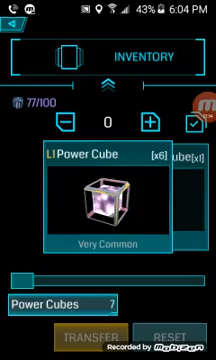 43% 6:04 PM
INVENTORY
77/100
0
L1 Power Cube [x6]
ube[x1]
Very Common
Power Cubes 7
TRANSFER RESET
Recorded by Mobizen